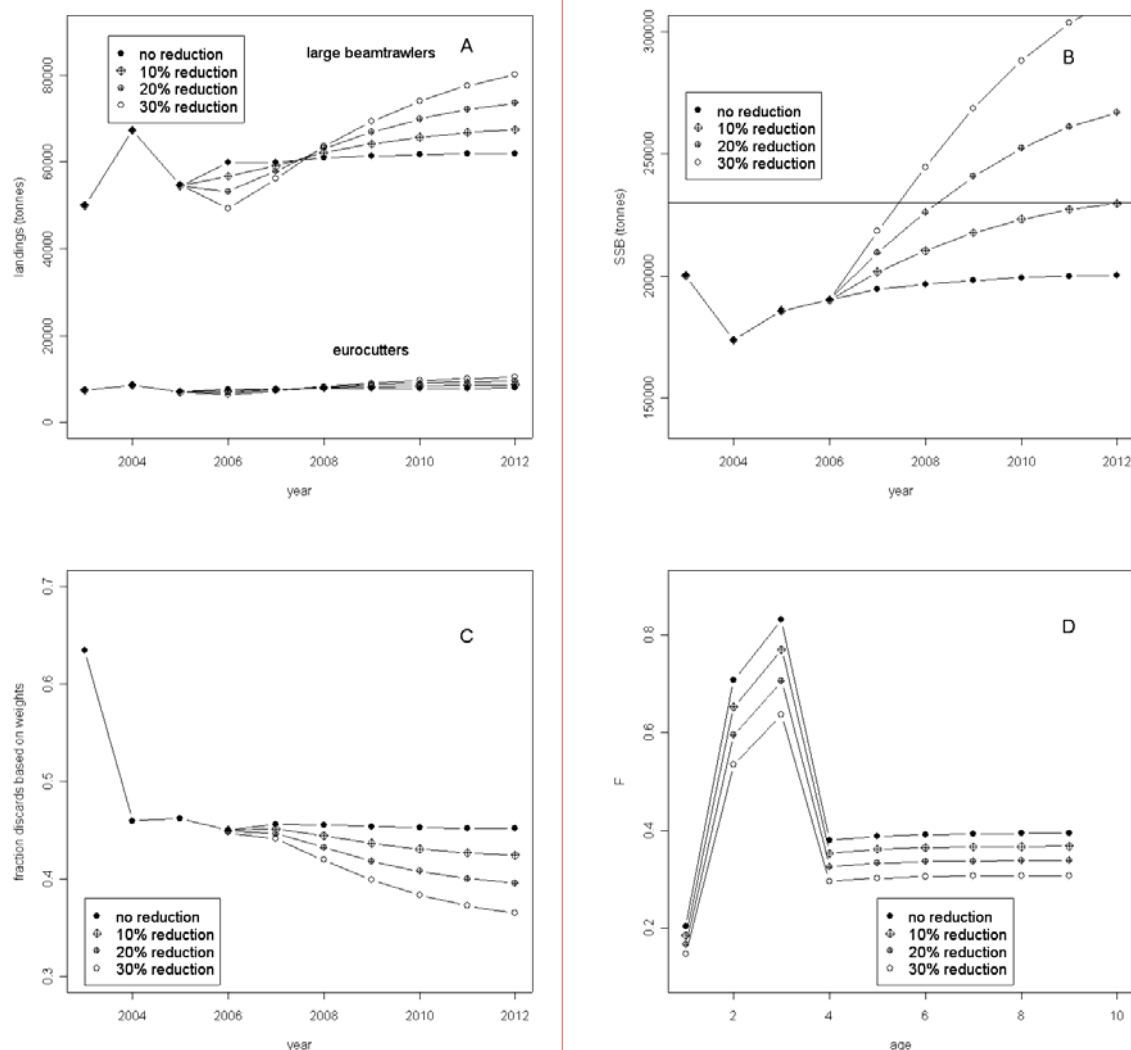 A
large beamtrawlers
no reduction
10% reduction
20% reduction
30% reduction
eurocutters
landings (tonnes)
0
20000
40000
60000
80000
2004
2006
2008
2010
2012
year
B
no reduction
10% reduction
20% reduction
30% reduction
SSB (tonnes)
150000
200000
250000
300000
2004
2006
2008
2010
2012
year
C
no reduction
10% reduction
20% reduction
30% reduction
fraction discards based on weights
0.3
0.4
0.5
0.6
0.7
2004
2006
2008
2010
2012
year
D
no reduction
10% reduction
20% reduction
30% reduction
F
0.2
0.4
0.6
0.8
2
4
6
8
10
age